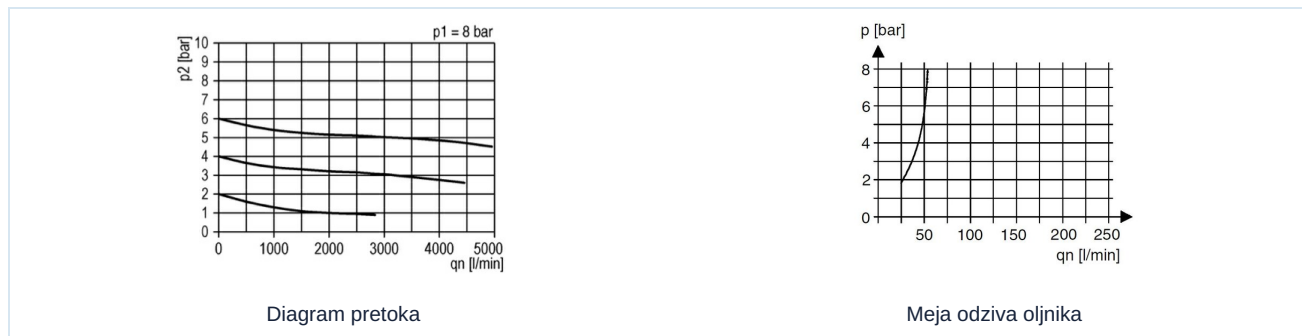 p1 = 8 bar
p2 [bar]
10
9
8
7
6
5
4
3
2
1
0
0 1000 2000 3000 4000 5000
qn [l/min]
Diagram pretoka
p [bar]
8
6
4
2
0
50 100 150 200 250
qn [l/min]
Meja odziva oljnika